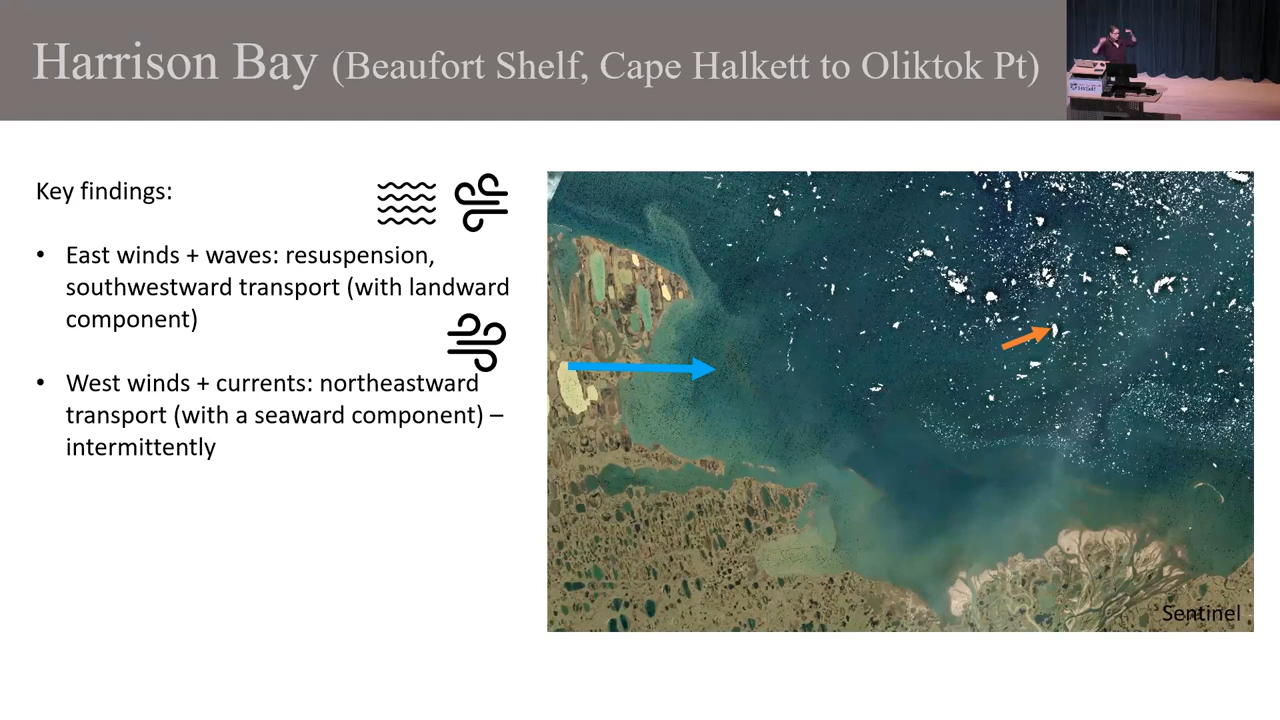 Harrison Bay (Beaufort Shelf, Cape Halkett to Oliktok Pt)
Key findings:
• East winds + waves: resuspension,
southwestward transport (with landward
component)
• West winds + currents: northeastward
transport (with a seaward component) –
intermittently
Sentinel